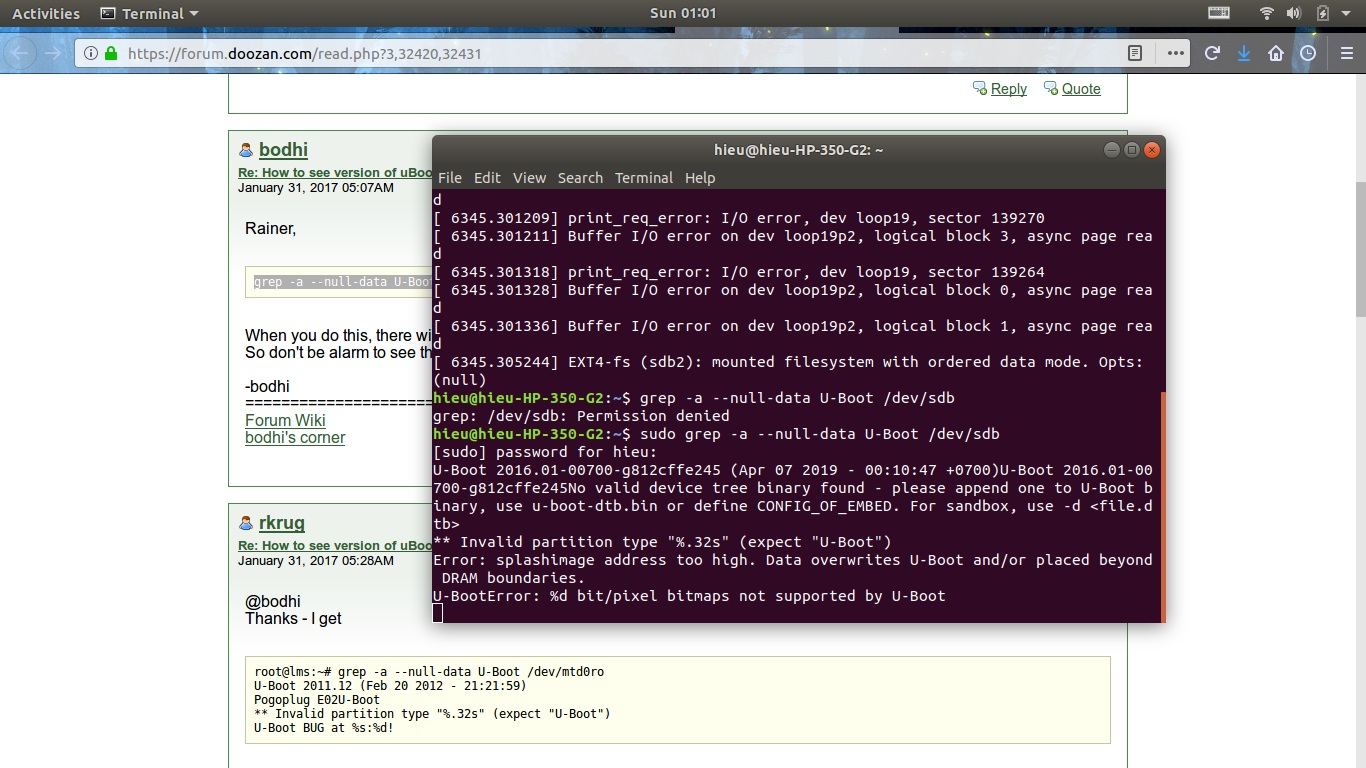 Activities
Terminal
Sun 01:01
https://forum.doozan.com/read.php?3,32420,32431
Reply
Quote
bodhi
Re: How to see version of uBoo
January 31, 2017 05:07AM
Rainer,
grep -a --null-data U-Boot
When you do this, there wi
So don't be alarm to see th
-bodhi
=====================
Forum Wiki
bodhi's corner
rkrug
Re: How to see version of uBoo
January 31, 2017 05:28AM
@bodhi
Thanks - I get
root@lms:~# grep -a --null-data U-Boot /dev/mtd0ro
U-Boot 2011.12 (Feb 20 2012 - 21:21:59)
Pogoplug E02U-Boot
** Invalid partition type "%.32s" (expect "U-Boot")
U-Boot BUG at %s:%d!
hieu@hieu-HP-350-G2: ~
File Edit View Search Terminal Help
d
[ 6345.301209] print_req_error: I/O error, dev loop19, sector 139270
[ 6345.301211] Buffer I/O error on dev loop19p2, logical block 3, async page rea
d
[ 6345.301318] print_req_error: I/O error, dev loop19, sector 139264
[ 6345.301328] Buffer I/O error on dev loop19p2, logical block 0, async page rea
d
[ 6345.301336] Buffer I/O error on dev loop19p2, logical block 1, async page rea
d
[ 6345.305244] EXT4-fs (sdb2): mounted filesystem with ordered data mode. Opts:
(null)
hieu@hieu-HP-350-G2:~$ grep -a --null-data U-Boot /dev/sdb
grep: /dev/sdb: Permission denied
hieu@hieu-HP-350-G2:~$ sudo grep -a --null-data U-Boot /dev/sdb
[sudo] password for hieu:
U-Boot 2016.01-00700-g812cffe245 (Apr 07 2019 - 00:10:47 +0700)U-Boot 2016.01-00
700-g812cffe245No valid device tree binary found - please append one to U-Boot b
inary, use u-boot-dtb.bin or define CONFIG_OF_EMBED. For sandbox, use -d <file.d
tb>
** Invalid partition type "%.32s" (expect "U-Boot")
Error: splashimage address too high. Data overwrites U-Boot and/or placed beyond
DRAM boundaries.
U-BootError: %d bit/pixel bitmaps not supported by U-Boot